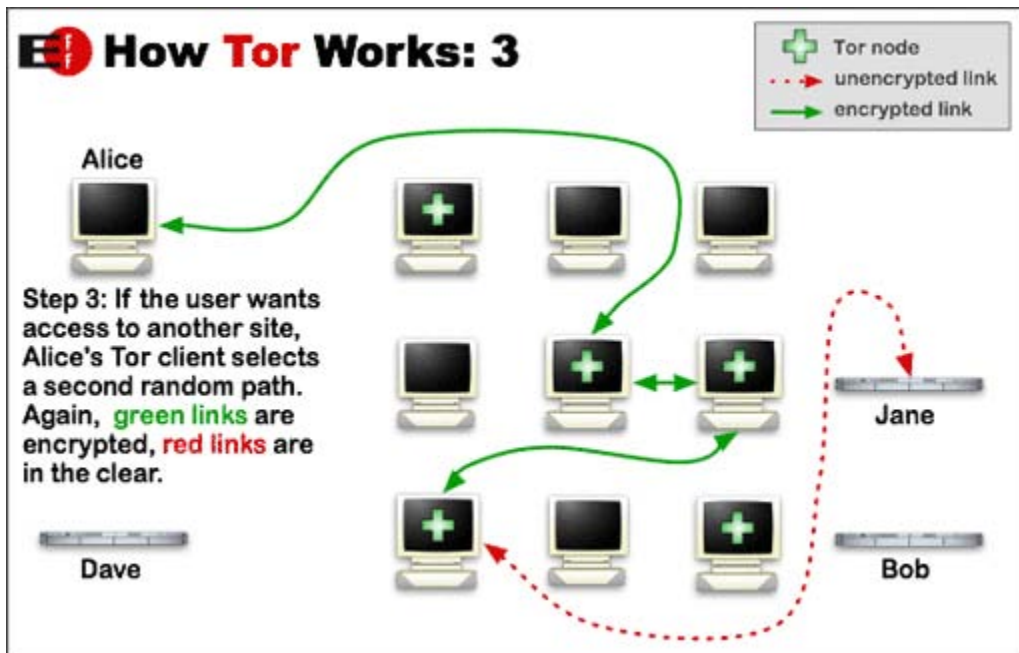 EFF How Tor Works: 3
Tor node
unencrypted link
encrypted link
Alice
Step 3: If the user wants
access to another site,
Alice's Tor client selects
a second random path.
Again, green links are
encrypted, red links are
in the clear.
Jane
Dave
Bob